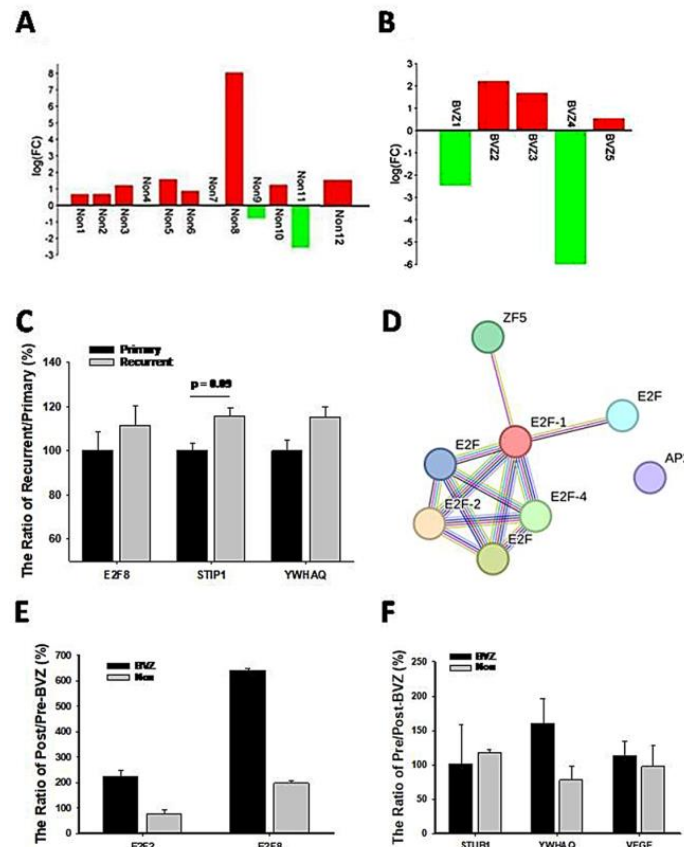 A
log(FC)
8
7
6
5
4
3
2
1
0
-1
-2
-3
Non1
Non2
Non3
Non4
Non5
Non6
Non7
Non8
Non9
Non10
Non11
Non12
B
log(FC)
3
2
1
0
-1
-2
-3
-4
-5
-6
BVZ1
BVZ2
BVZ3
BVZ4
BVZ5
C
The Ratio of Recurrent/Primary (%)
140
120
100
80
60
Primary
Recurrent
p = 0.05
E2F8
STIP1
YWHAQ
D
ZF5
E2F-1
E2F
E2F
E2F-4
E2F-2
E2F
E
The Ratio of Post/Pre-BVZ (%)
700
600
500
400
300
200
100
0
BVZ
Non
F
The Ratio of Pre/Post-BVZ (%)
250
200
150
100
50
0
BVZ
Non
STUB1
YWHAQ
VEGF